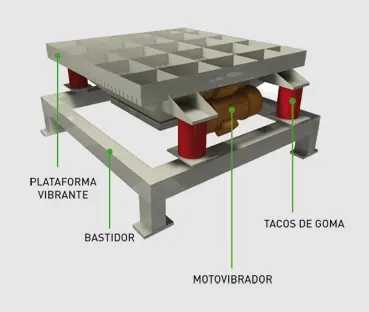 PLATAFORMA
VIBRANTE
BASTIDOR
MOTOVIBRADOR
TACOS DE GOMA